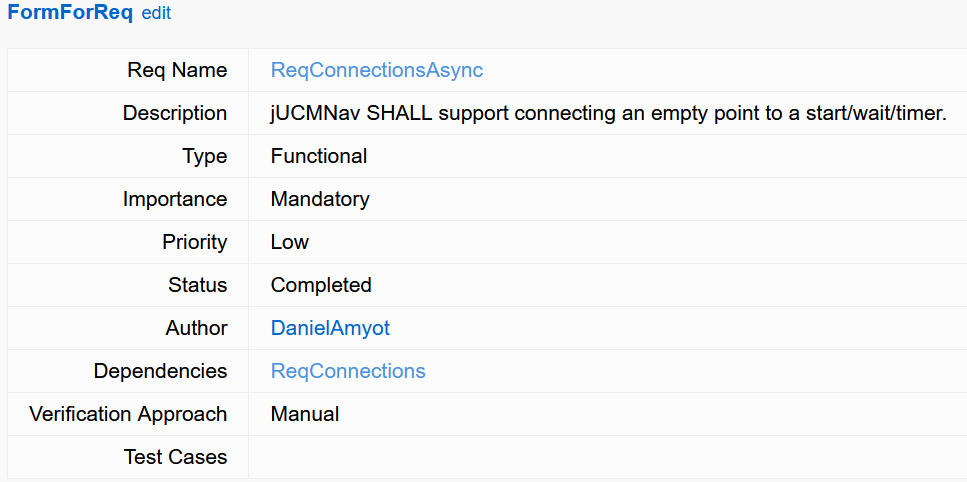 FormForReq edit
Req Name ReqConnectionsAsync
Description jUCMNav SHALL support connecting an empty point to a start/wait/timer.
Type Functional
Importance Mandatory
Priority Low
Status Completed
Author DanielAmyot
Dependencies ReqConnections
Verification Approach Manual
Test Cases